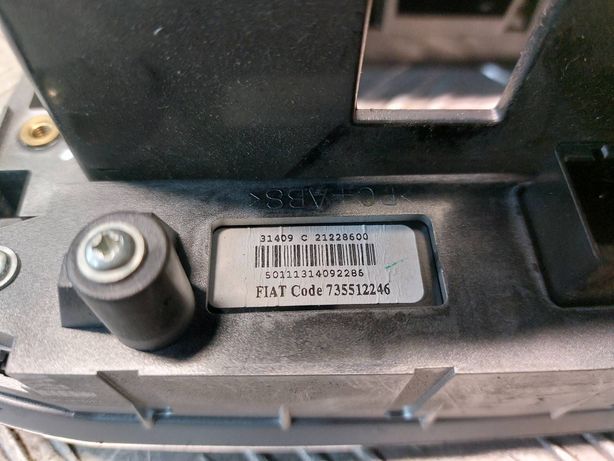 >PC+ABS<
31409 C 21228600
50111314092286
FIAT Code 735512246